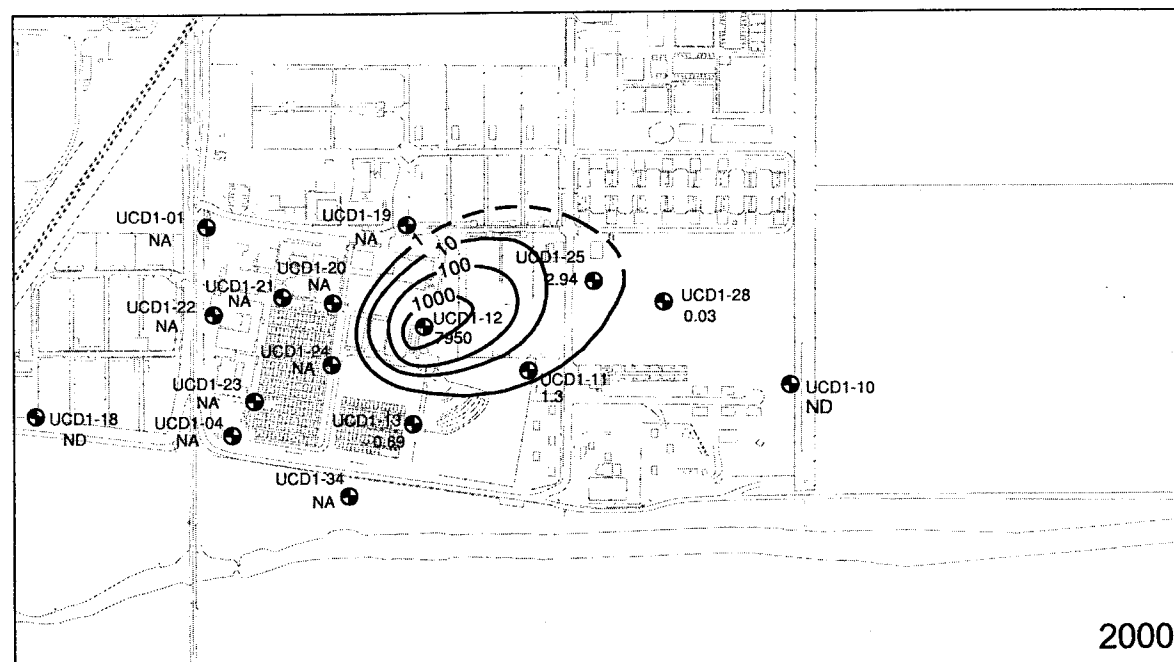 UCD1-01
NA
UCD1-19
NA
1
10
100
1000
UCD1-25
2.94
UCD1-20
NA
UCD1-21
NA
UCD1-22
NA
UCD1-28
0.03
UCD1-12
7950
UCD1-24
NA
UCD1-11
1.3
UCD1-10
ND
UCD1-23
NA
UCD1-18
ND
UCD1-04
NA
UCD1-13
0.69
UCD1-34
NA
2000